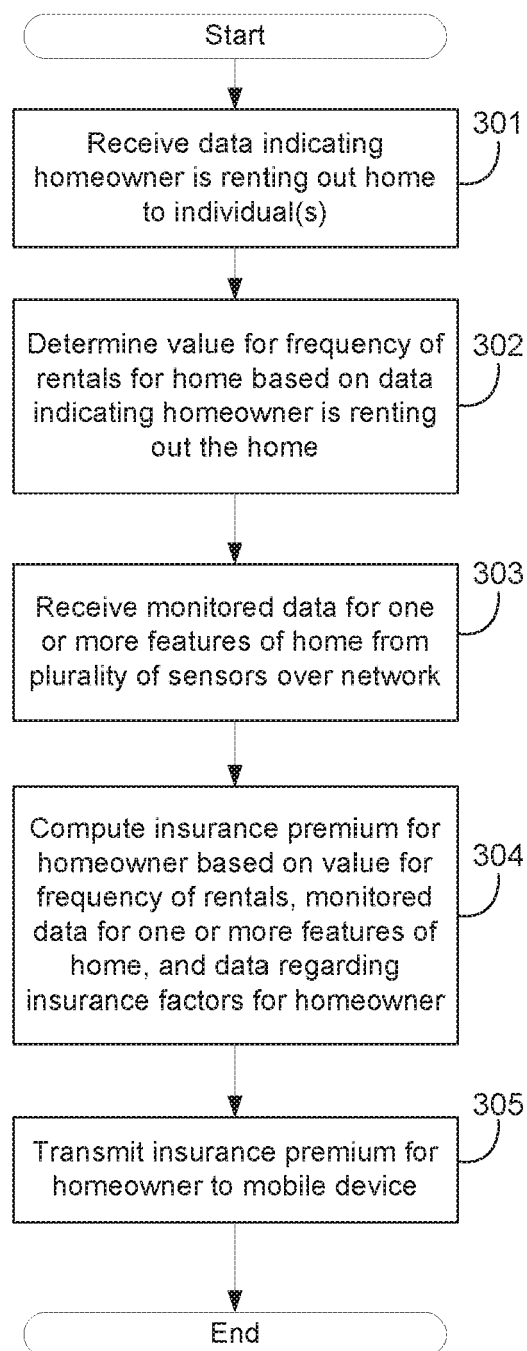 Start
301
Receive data indicating
homeowner is renting out home
to individual(s)
302
Determine value for frequency of
rentals for home based on data
indicating homeowner is renting
out the home
303
Receive monitored data for one
or more features of home from
plurality of sensors over network
304
Compute insurance premium for
homeowner based on value for
frequency of rentals, monitored
data for one or more features of
home, and data regarding
insurance factors for homeowner
305
Transmit insurance premium for
homeowner to mobile device
End